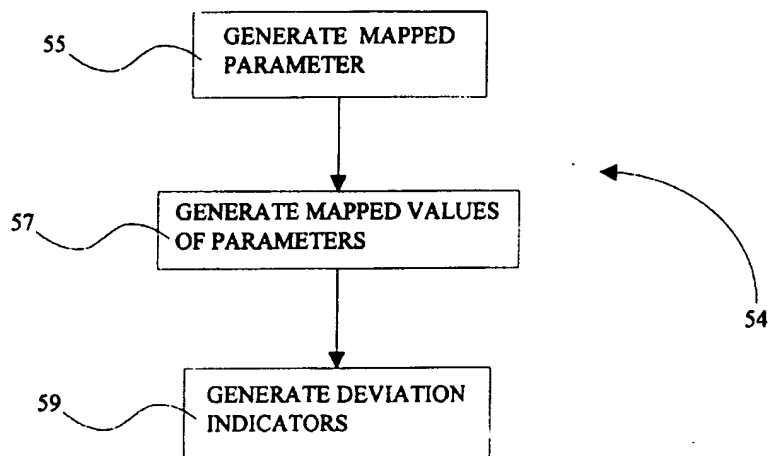 55
GENERATE MAPPED
PARAMETER
57
GENERATE MAPPED VALUES
OF PARAMETERS
54
59
GENERATE DEVIATION
INDICATORS